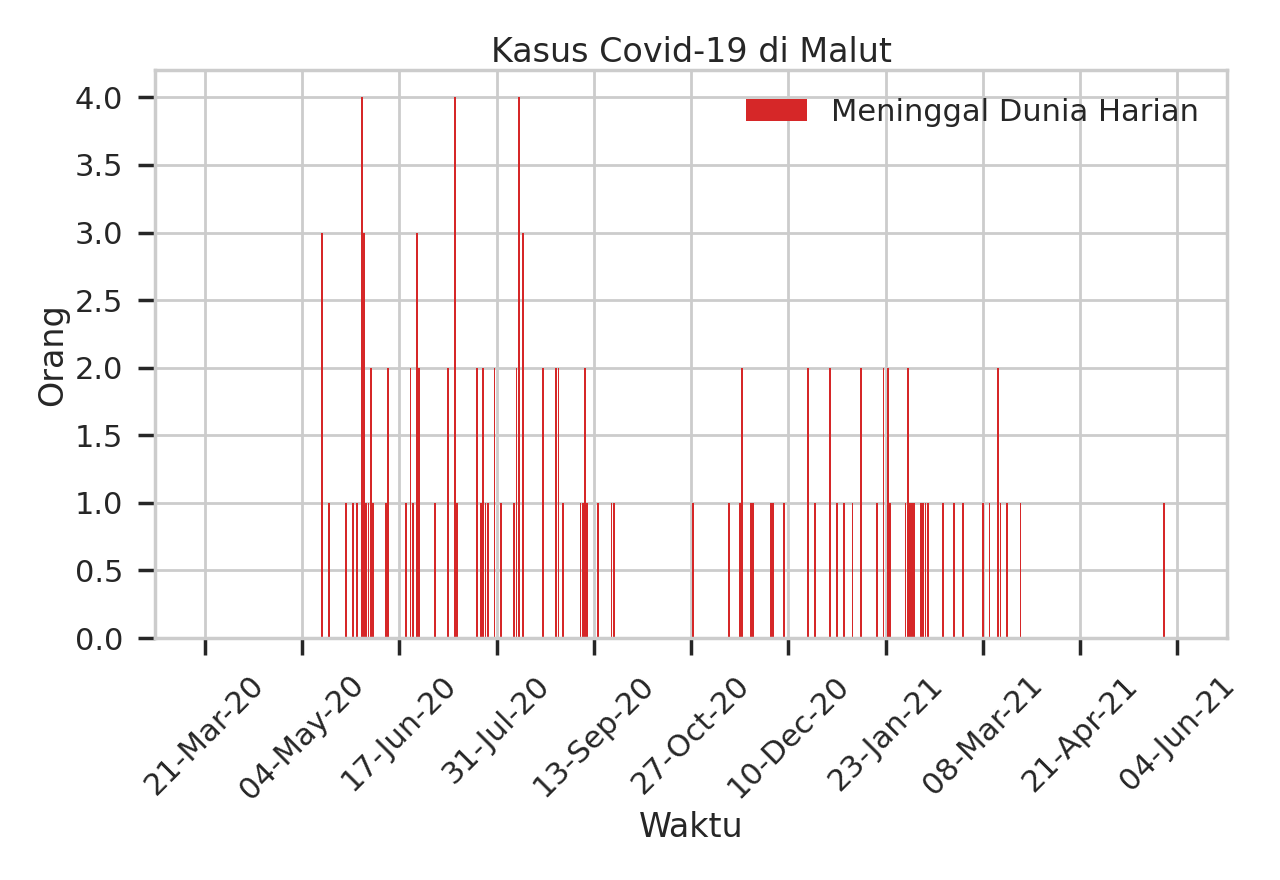 Kasus Covid-19 di Malut
Meninggal Dunia Harian
4.0
3.5
3.0
2.5
2.0
1.5
1.0
0.5
0.0
Orang
21-Mar-20
04-May-20
17-Jun-20
31-Jul-20
13-Sep-20
27-Oct-20
10-Dec-20
23-Jan-21
08-Mar-21
21-Apr-21
04-Jun-21
Waktu